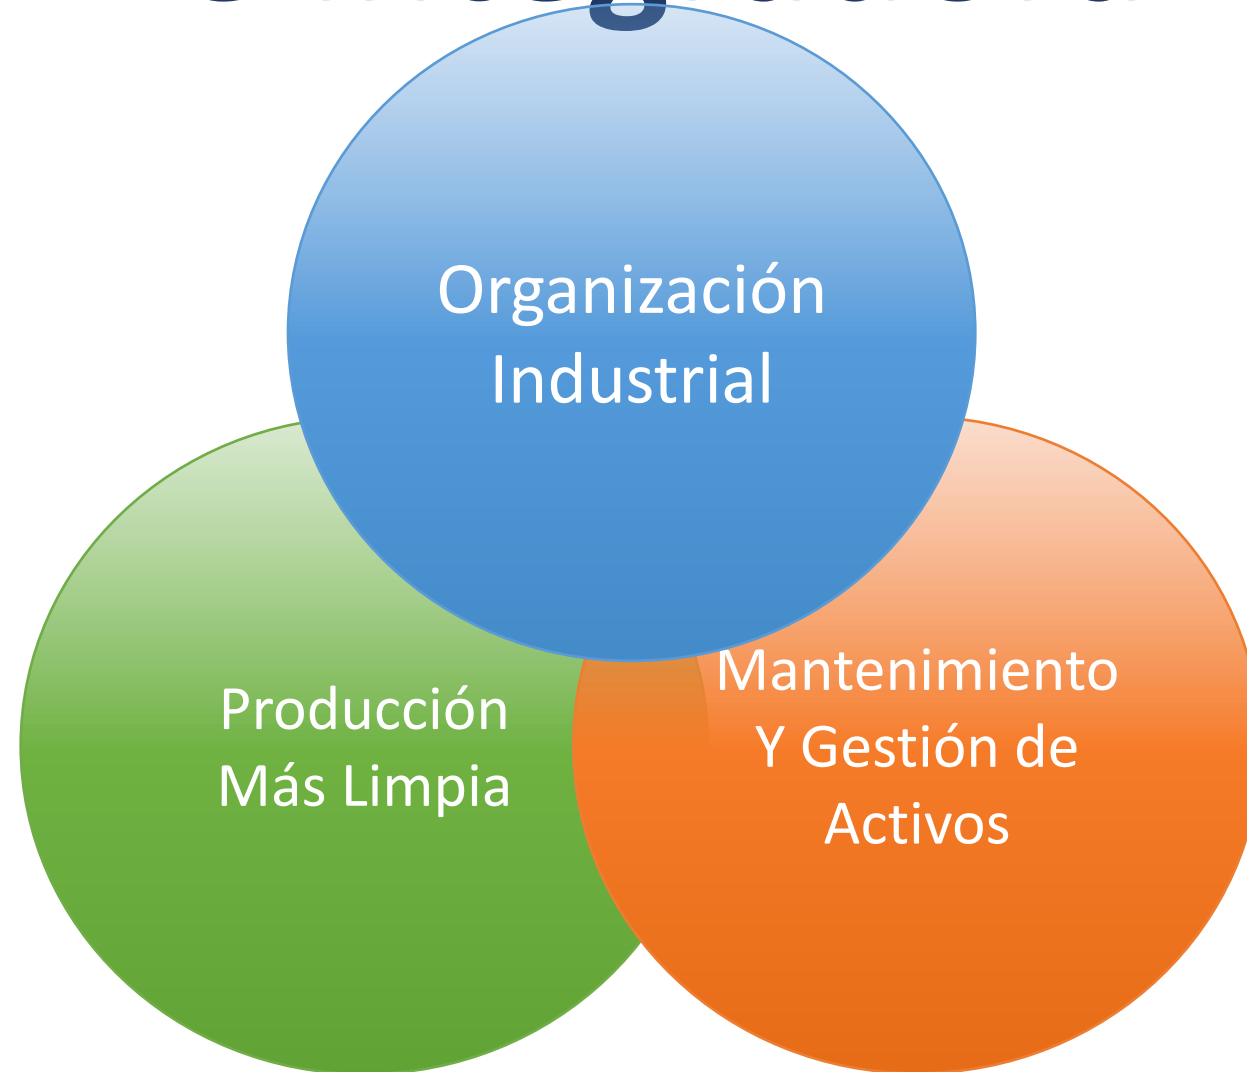 Organización
Industrial
Mantenimiento
Y Gestión de
Activos
Producción
Más Limpia